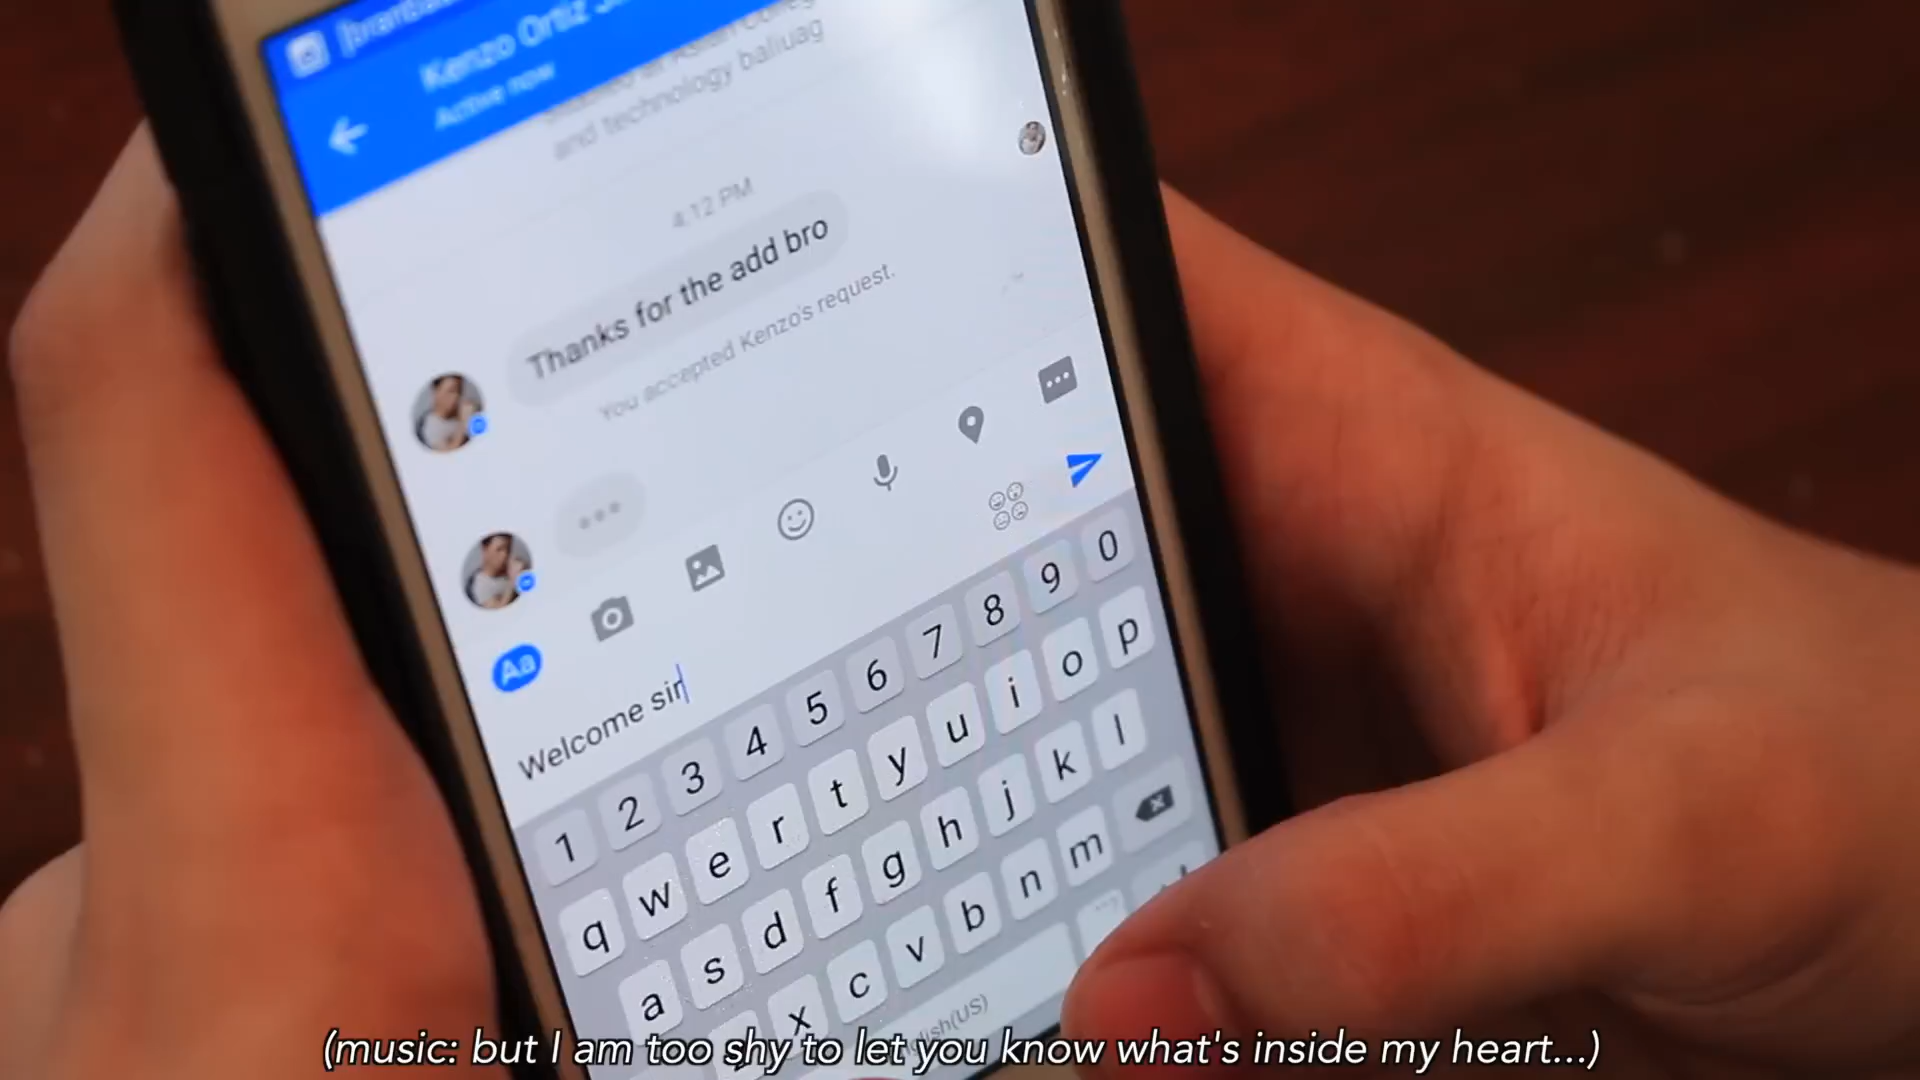 Kenzo Ortiz
Active now
and technology baliuag
4:12 PM
Thanks for the add bro
You accepted Kenzo's request.
Aa
Welcome sir
1 2 3 4 5 6 7 8 9 0
q w e r t y u i o p
a s d f g h j k l
z x c v b n m
English(US)
(music: but I am too shy to let you know what's inside my heart...)